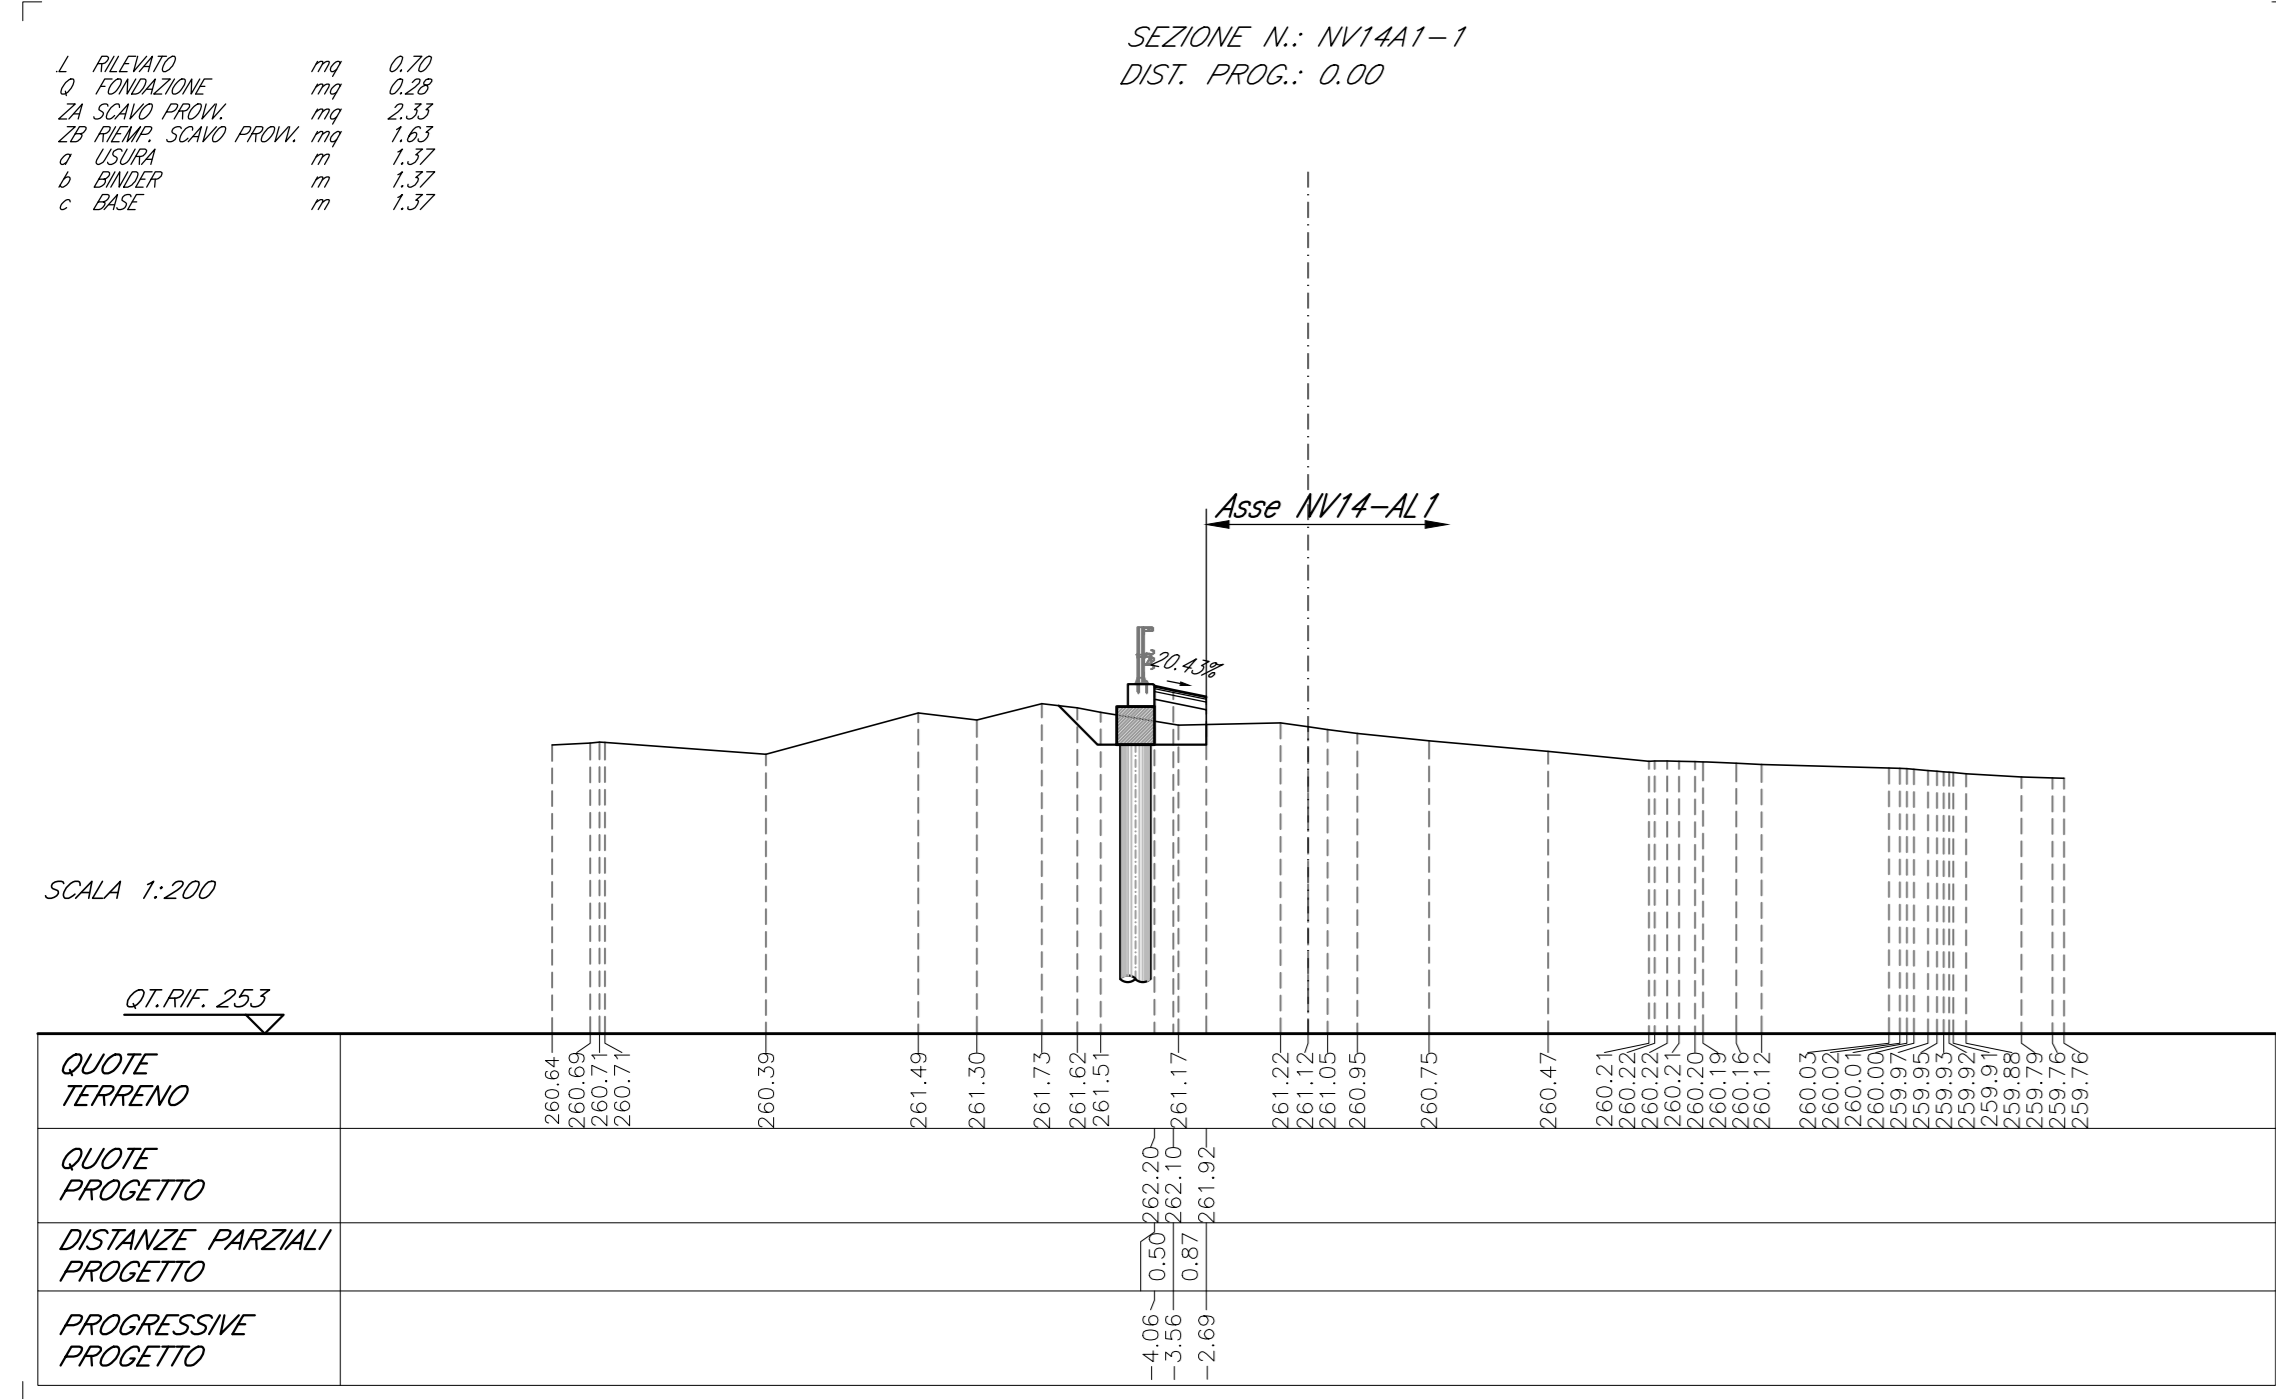 SEZIONE N.: NV14A1-1
DIST. PROG.: 0.00
L RILEVATO mq 0.70
Q FONDAZIONE mq 0.28
ZA SCAVO PROVV. mq 2.33
ZB RIEMP. SCAVO PROVV. mq 1.63
a USURA m 1.37
b BINDER m 1.37
c BASE m 1.37
Asse NV14-AL1
20.43%
SCALA 1:200
QT.RIF. 253
QUOTE
TERRENO
260.64
260.69
260.71
260.71
260.39
261.49
261.30
261.73
261.62
261.51
261.17
261.22
261.12
261.05
260.95
260.75
260.47
260.21
260.22
260.22
260.21
260.20
260.19
260.16
260.12
260.03
260.02
260.01
260.00
259.97
259.95
259.93
259.92
259.91
259.88
259.79
259.76
259.76
QUOTE
PROGETTO
262.20
262.10
261.92
DISTANZE PARZIALI
PROGETTO
0.50
0.87
PROGRESSIVE
PROGETTO
-4.06
-3.56
-2.69